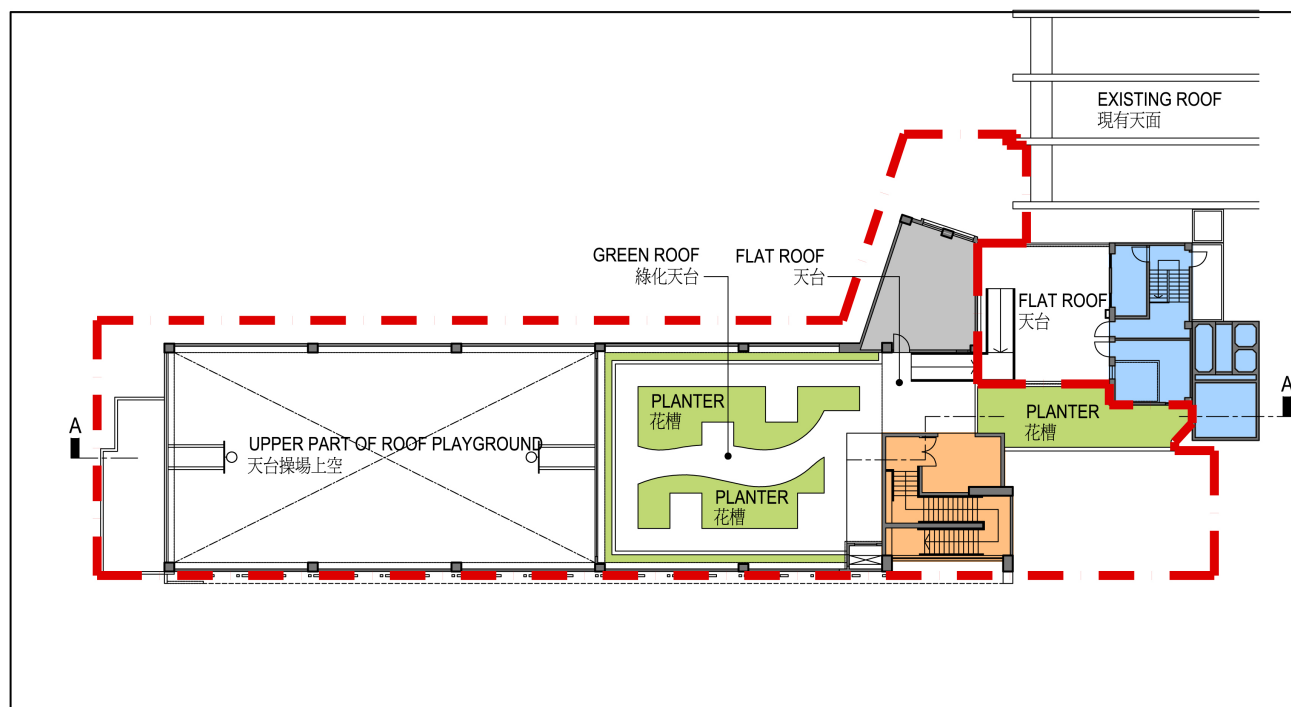 EXISTING ROOF
現有天面
GREEN ROOF
綠化天台
FLAT ROOF
天台
FLAT ROOF
天台
PLANTER
花槽
PLANTER
花槽
A
A
UPPER PART OF ROOF PLAYGROUND
天台操場上空
PLANTER
花槽